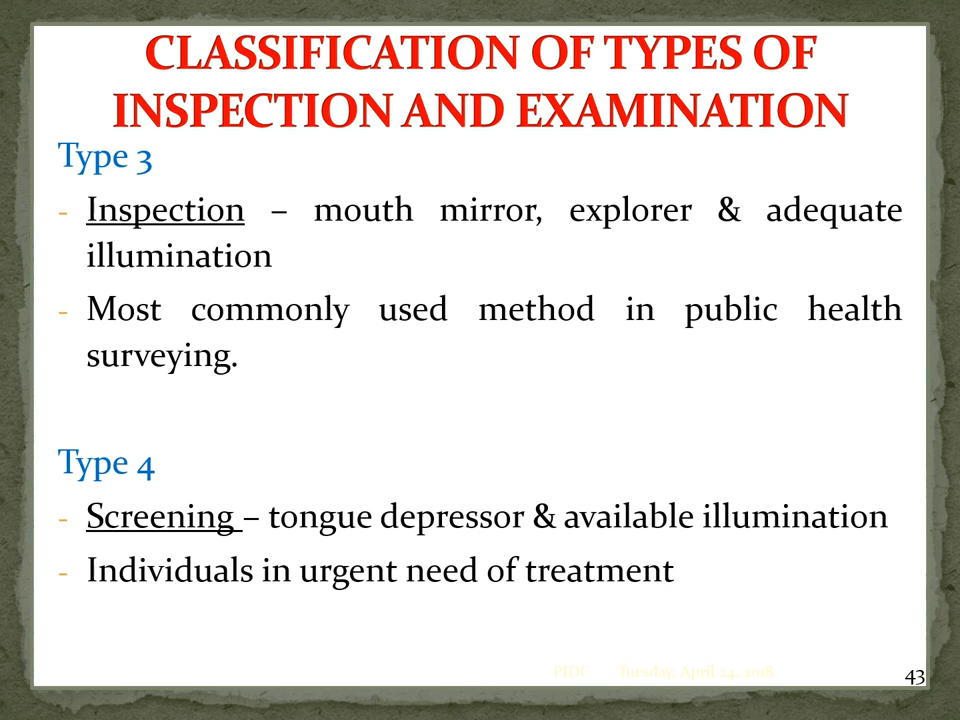 CLASSIFICATION OF TYPES OF
INSPECTION AND EXAMINATION
Type 3
- Inspection – mouth mirror, explorer & adequate
illumination
- Most commonly used method in public health
surveying.
Type 4
- Screening – tongue depressor & available illumination
- Individuals in urgent need of treatment
PIDC Tuesday, April 24, 2018
43